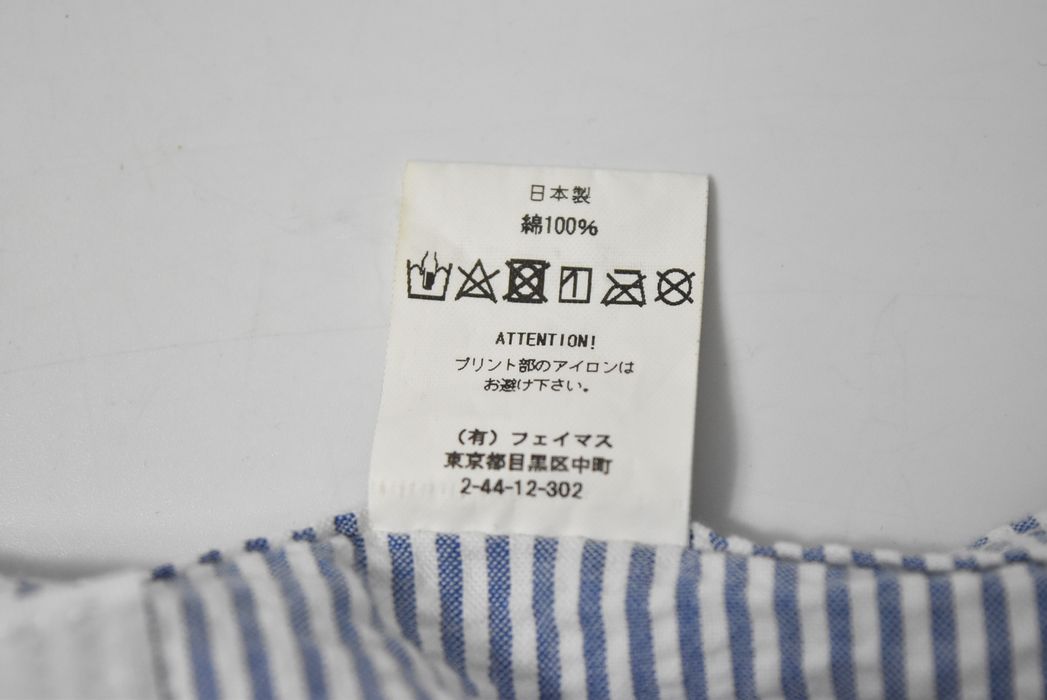 日本製
綿100%
ATTENTION!
プリント部のアイロンは
お避け下さい。
(有)フェイマス
東京都目黒区中町
2-44-12-302